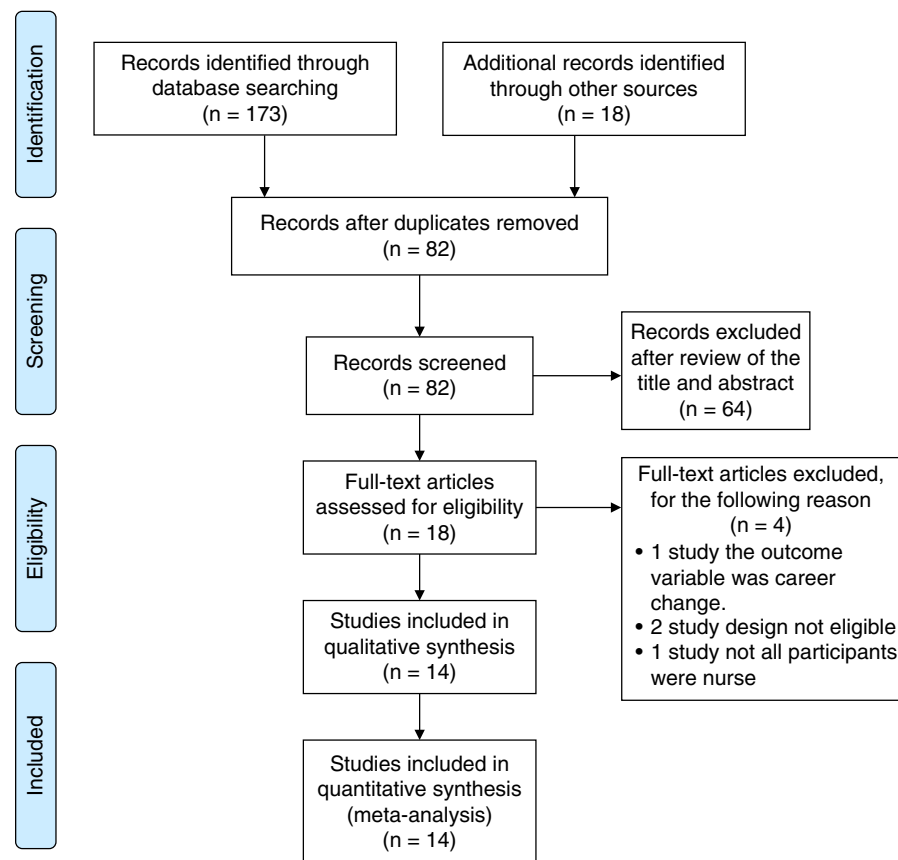 Identification
Records identified through
database searching
(n = 173)
Additional records identified
through other sources
(n = 18)
Records after duplicates removed
(n = 82)
Screening
Records screened
(n = 82)
Records excluded
after review of the
title and abstract
(n = 64)
Eligibility
Full-text articles
assessed for eligibility
(n = 18)
Full-text articles excluded,
for the following reason
(n = 4)
• 1 study the outcome
variable was career
change.
• 2 study design not eligible
• 1 study not all participants
were nurse
Studies included in
qualitative synthesis
(n = 14)
Included
Studies included in
quantitative synthesis
(meta-analysis)
(n = 14)